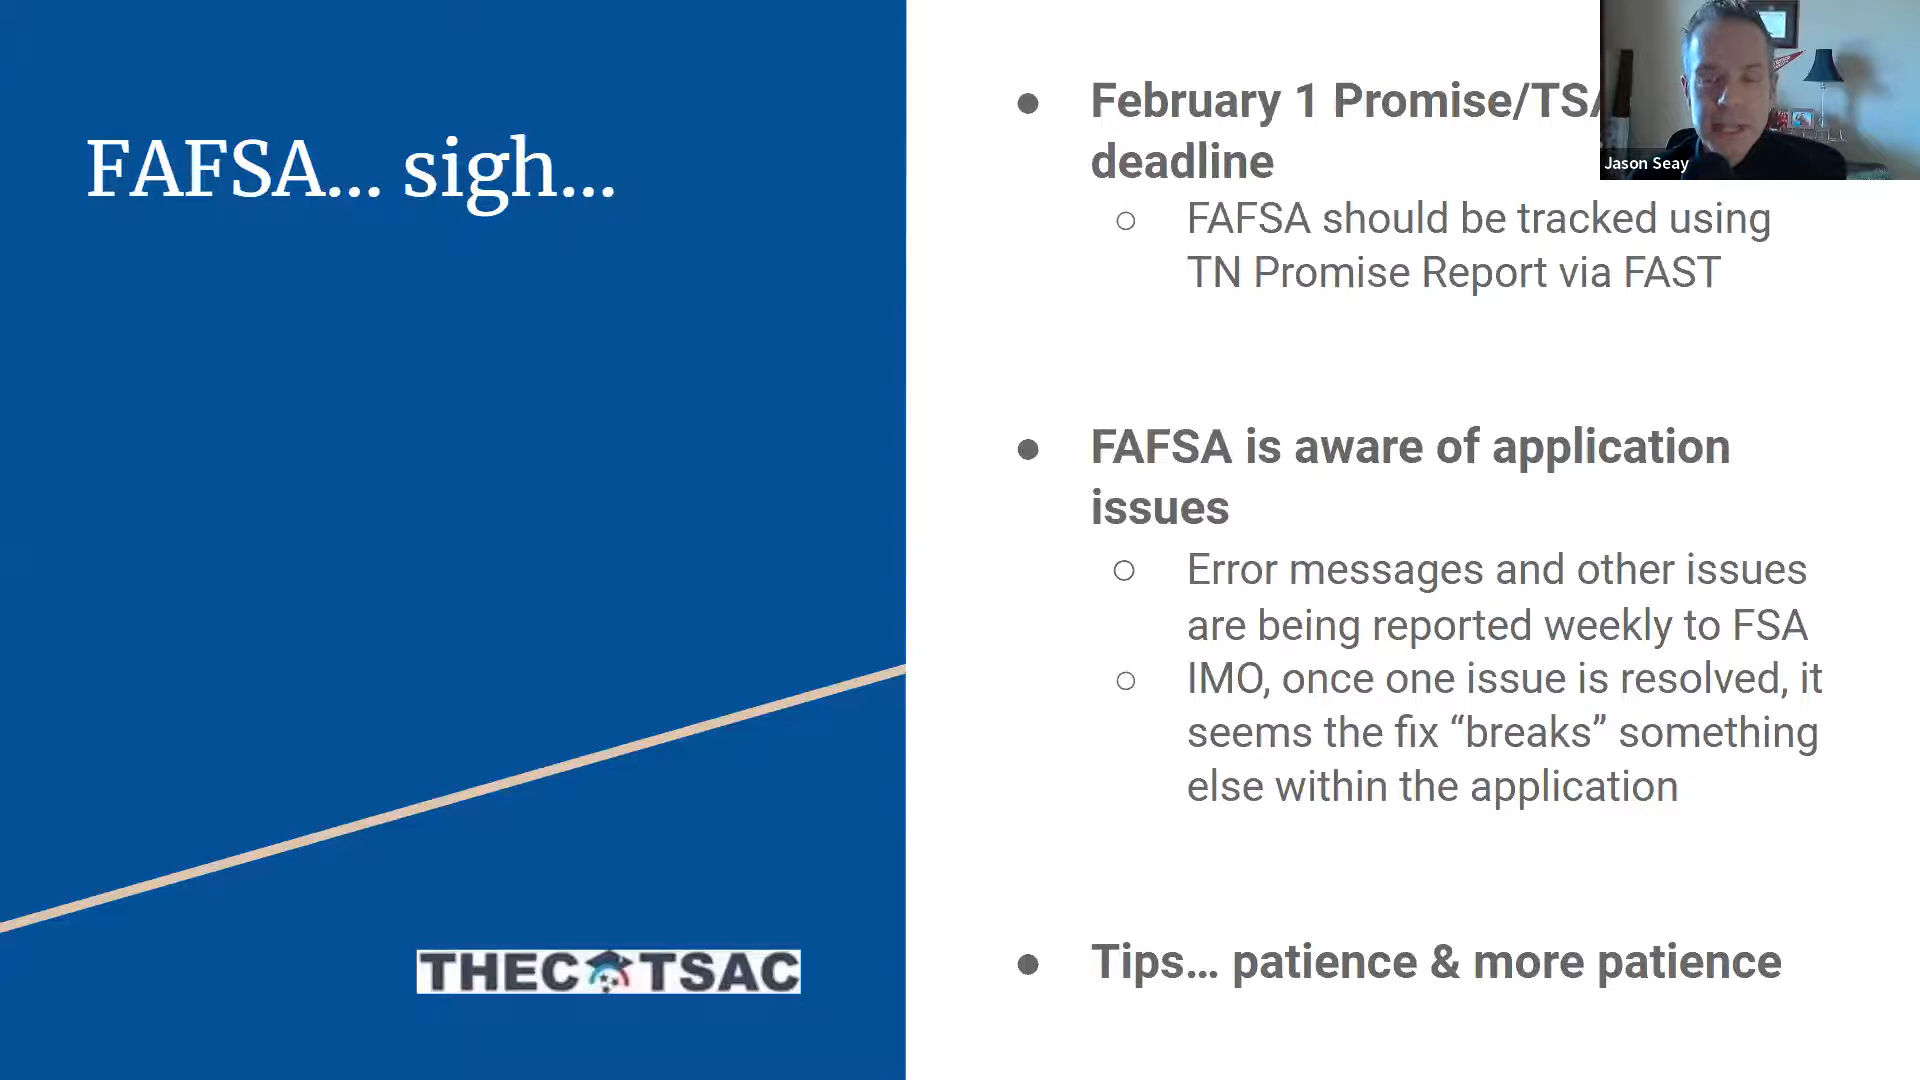 FAFSA... sigh...
February 1 Promise/TSA
deadline
FAFSA should be tracked using
TN Promise Report via FAST
FAFSA is aware of application
issues
Error messages and other issues
are being reported weekly to FSA
IMO, once one issue is resolved, it
seems the fix “breaks” something
else within the application
Tips... patience & more patience
THEC TSAC
Jason Seay